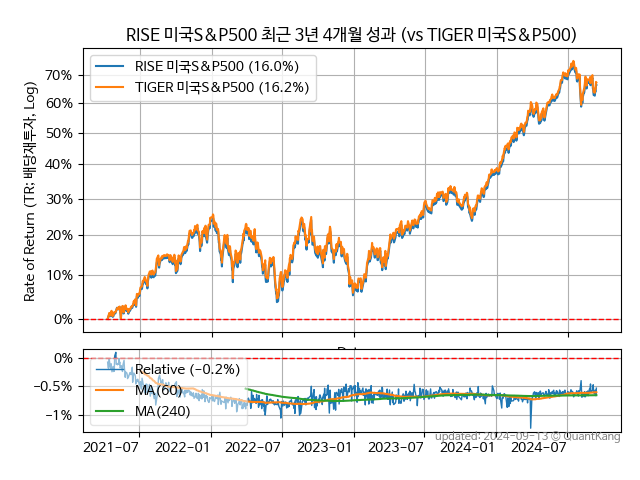 RISE 미국S&P500 최근 3년 4개월 성과 (vs TIGER 미국S&P500)
Rate of Return (TR: 배당재투자, Log)
RISE 미국S&P500 (16.0%)
TIGER 미국S&P500 (16.2%)
70%
60%
50%
40%
30%
20%
10%
0%
0%
−0.5%
−1%
Relative (−0.2%)
MA(60)
MA(240)
2021-07
2022-01
2022-07
2023-01
2023-07
2024-01
2024-07
updated: 2024-09-13 © QuantKang